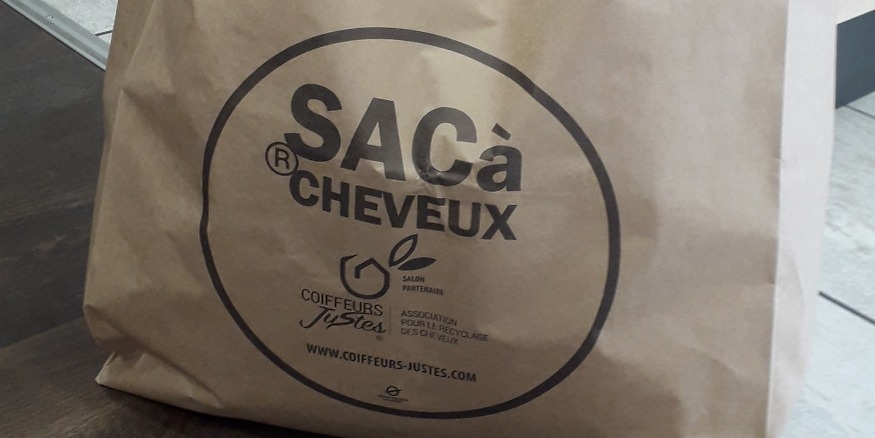 SACà
® CHEVEUX
SALON
PARTENAIRE
COIFFEURS
Justes ®
ASSOCIATION
POUR LE RECYCLAGE
DES CHEVEUX
WWW.COIFFEURS-JUSTES.COM